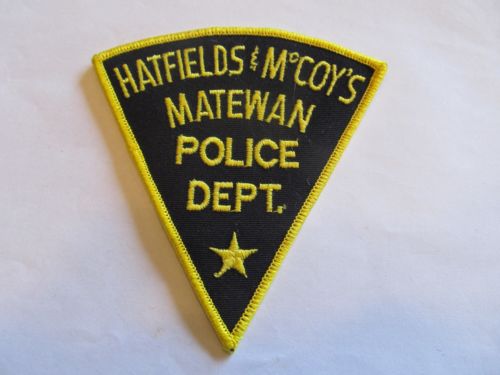 HATFIELDS & McCOY'S
MATEWAN
POLICE
DEPT.